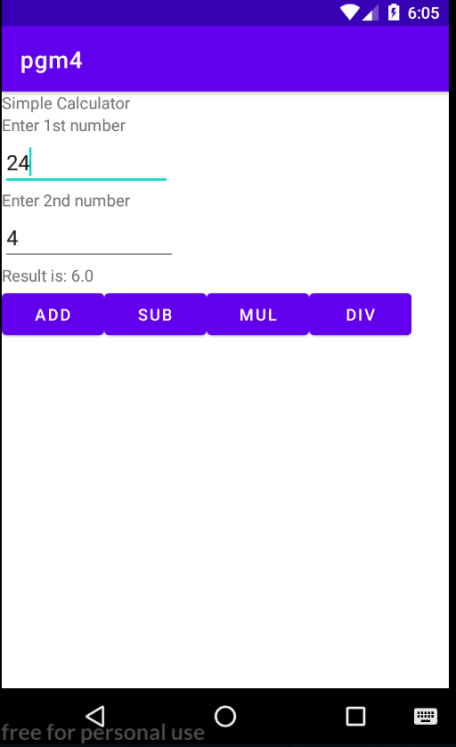 6:05
pgm4
Simple Calculator
Enter 1st number
24
Enter 2nd number
4
Result is: 6.0
ADD SUB MUL DIV
free for personal use